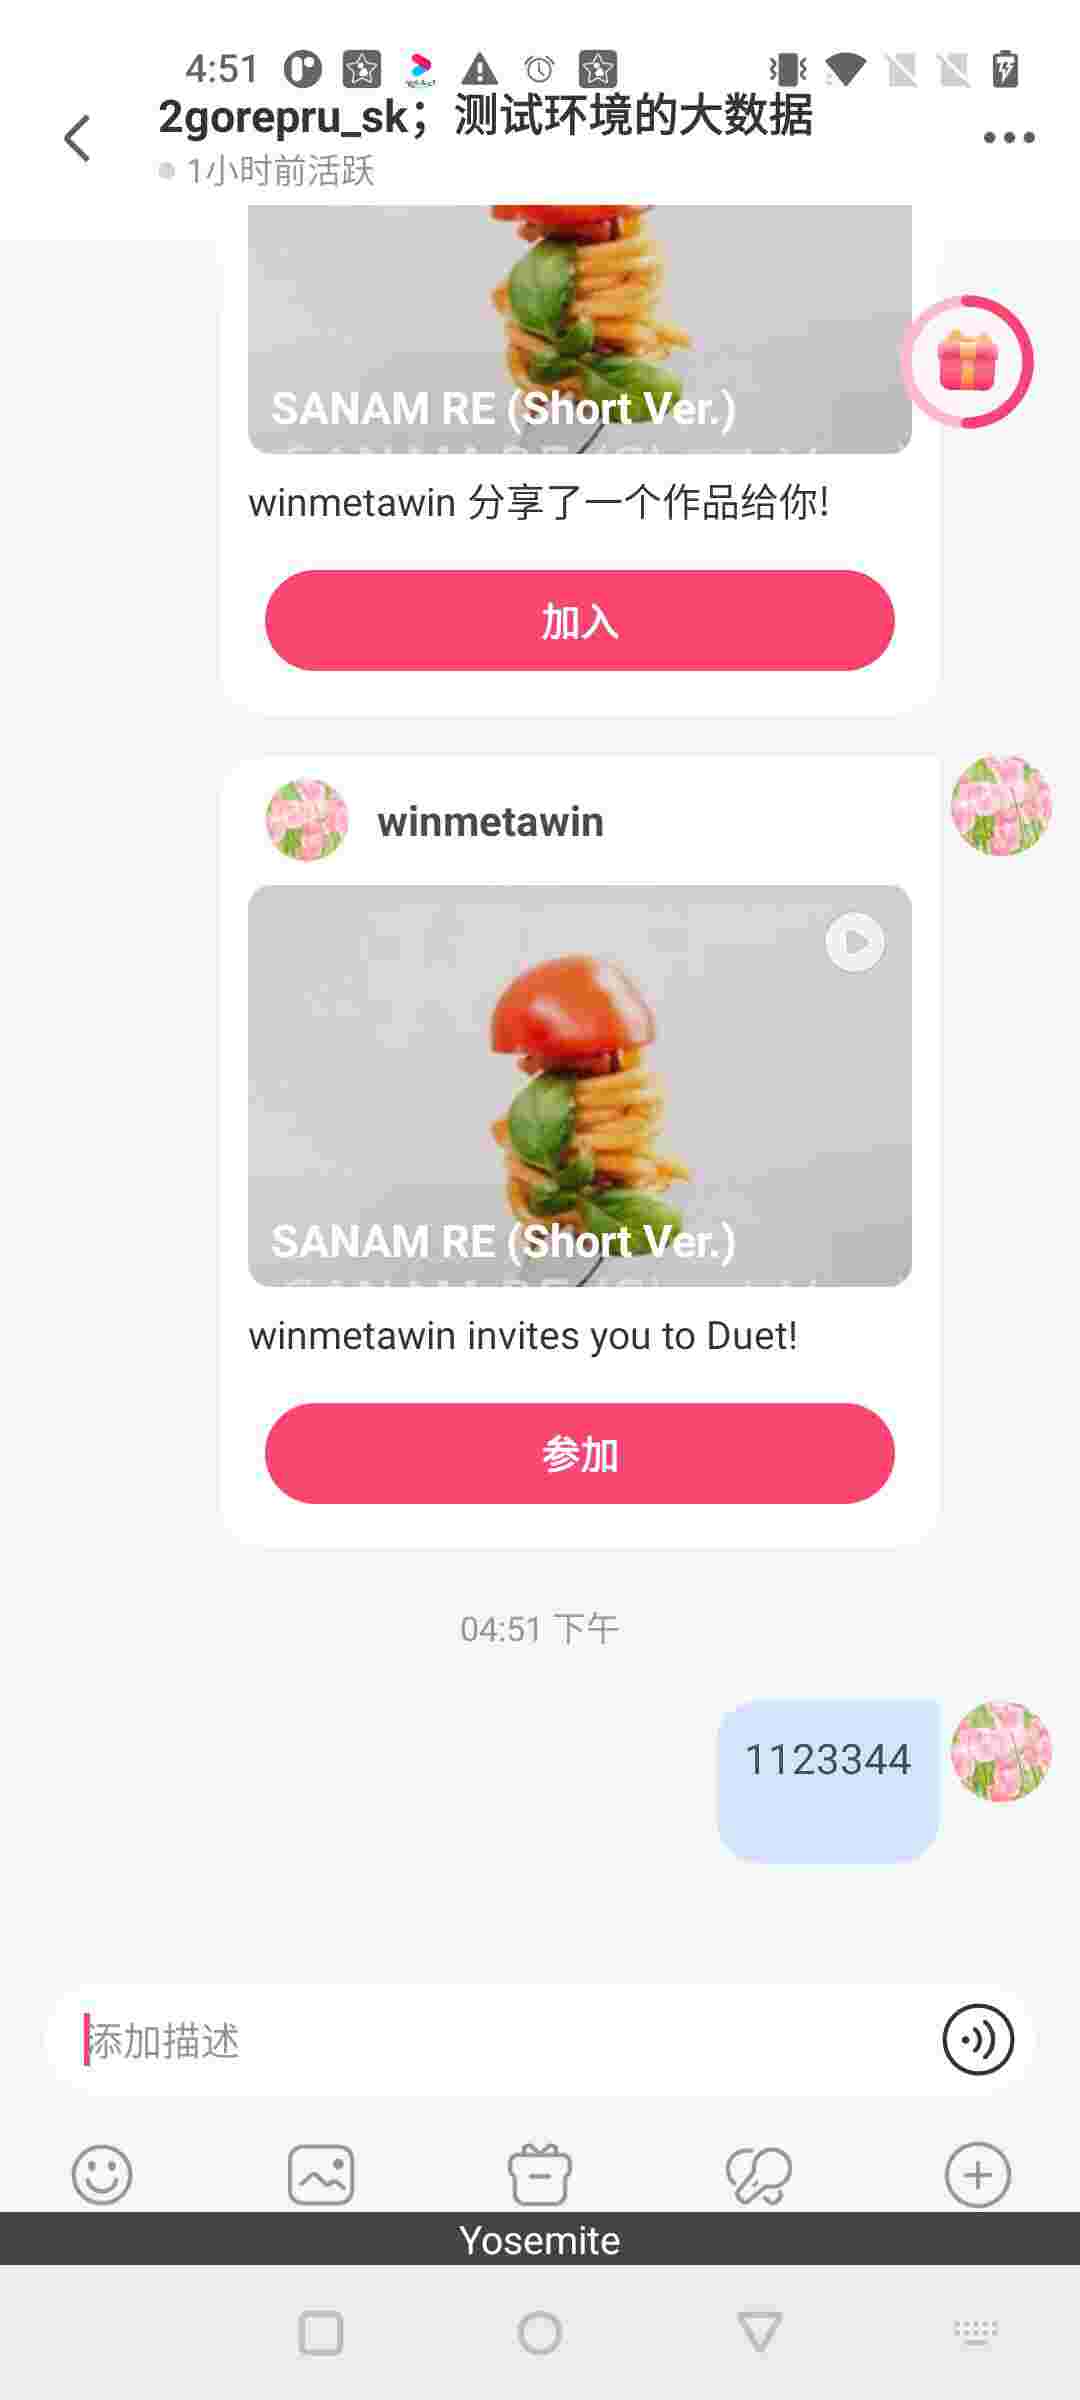 4:51
2gorepru_sk；测试环境的大数据
1小时前活跃
SANAM RE (Short Ver.)
winmetawin 分享了一个作品给你!
加入
winmetawin
SANAM RE (Short Ver.)
winmetawin invites you to Duet!
参加
04:51 下午
1123344
添加描述
Yosemite